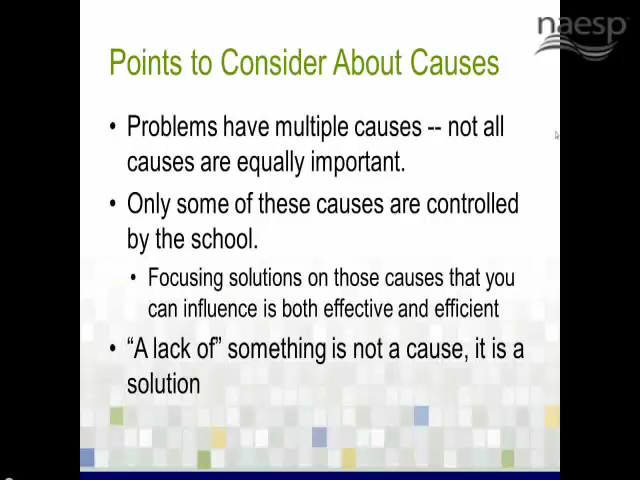 naesp
Points to Consider About Causes
• Problems have multiple causes -- not all
causes are equally important.
• Only some of these causes are controlled
by the school.
• Focusing solutions on those causes that you
can influence is both effective and efficient
• “A lack of” something is not a cause, it is a
solution